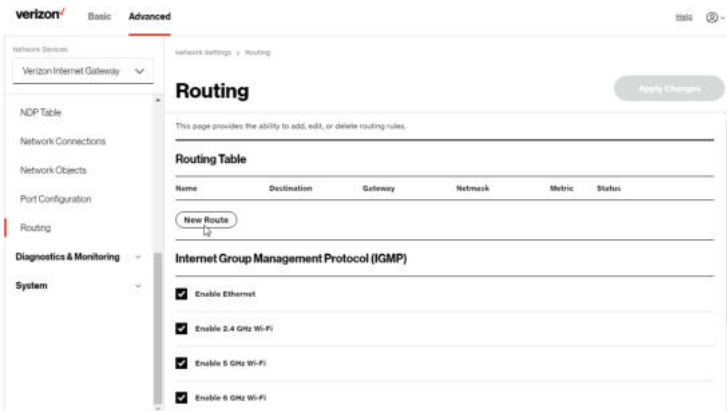 verizon Basic Advanced Help
Network Devices
Verizon Internet Gateway
NDP Table
Network Connections
Network Objects
Port Configuration
Routing
Diagnostics & Monitoring
System
Network Settings > Routing
Routing
Apply Changes
This page provides the ability to add, edit, or delete routing rules.
Routing Table
Name Destination Gateway Netmask Metric Status
New Route
Internet Group Management Protocol (IGMP)
Enable Ethernet
Enable 2.4 GHz Wi-Fi
Enable 5 GHz Wi-Fi
Enable 6 GHz Wi-Fi